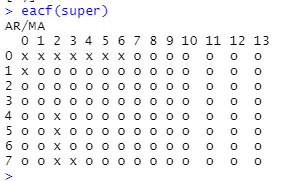 > eacf(super)
AR/MA
  0 1 2 3 4 5 6 7 8 9 10 11 12 13
0 x x x x x x x o o o o  o  o  o
1 x o o o o o o o o o o  o  o  o
2 o o o o o o o o o o o  o  o  o
3 o o o o o o o o o o o  o  o  o
4 o o x o o o o o o o o  o  o  o
5 o o x o o o o o o o o  o  o  o
6 o o x o o o o o o o o  o  o  o
7 o o x x o o o o o o o  o  o  o
>